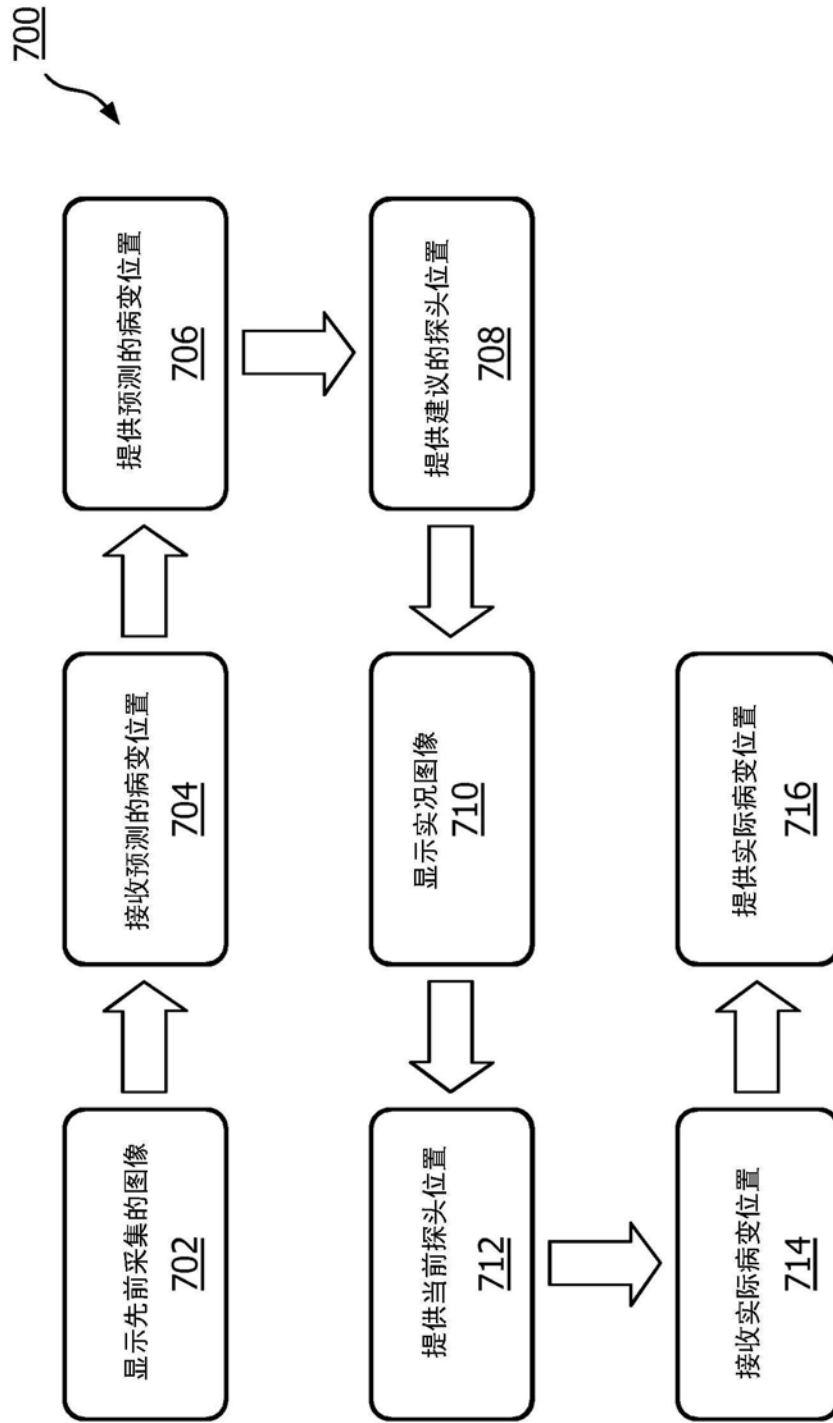 700
显示先前采集的图像
702
接收预测的病变位置
704
提供预测的病变位置
706
提供建议的探头位置
708
显示实况图像
710
提供当前探头位置
712
接收实际病变位置
714
提供实际病变位置
716